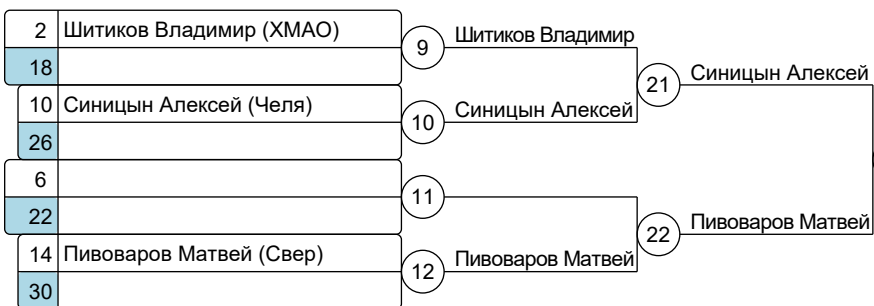 2 Шитиков Владимир (ХМАО)
9 Шитиков Владимир
18
21 Синицын Алексей
10 Синицын Алексей (Челя)
10 Синицын Алексей
26
6
11
22
22 Пивоваров Матвей
14 Пивоваров Матвей (Свер)
12 Пивоваров Матвей
30